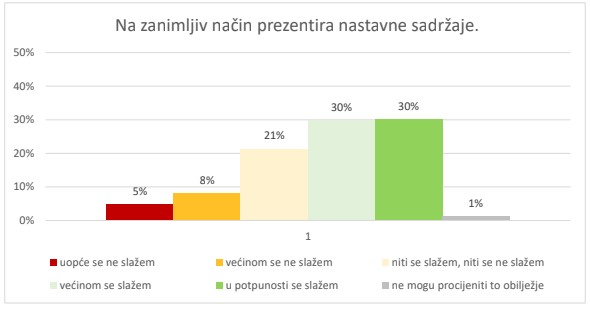 Na zanimljiv način prezentira nastavne sadržaje.
50%
40%
30%
20%
10%
0%
5%
8%
21%
30%
30%
1%
1
uopće se ne slažem
većinom se ne slažem
niti se slažem, niti se ne slažem
većinom se slažem
u potpunosti se slažem
ne mogu procijeniti to obilježje